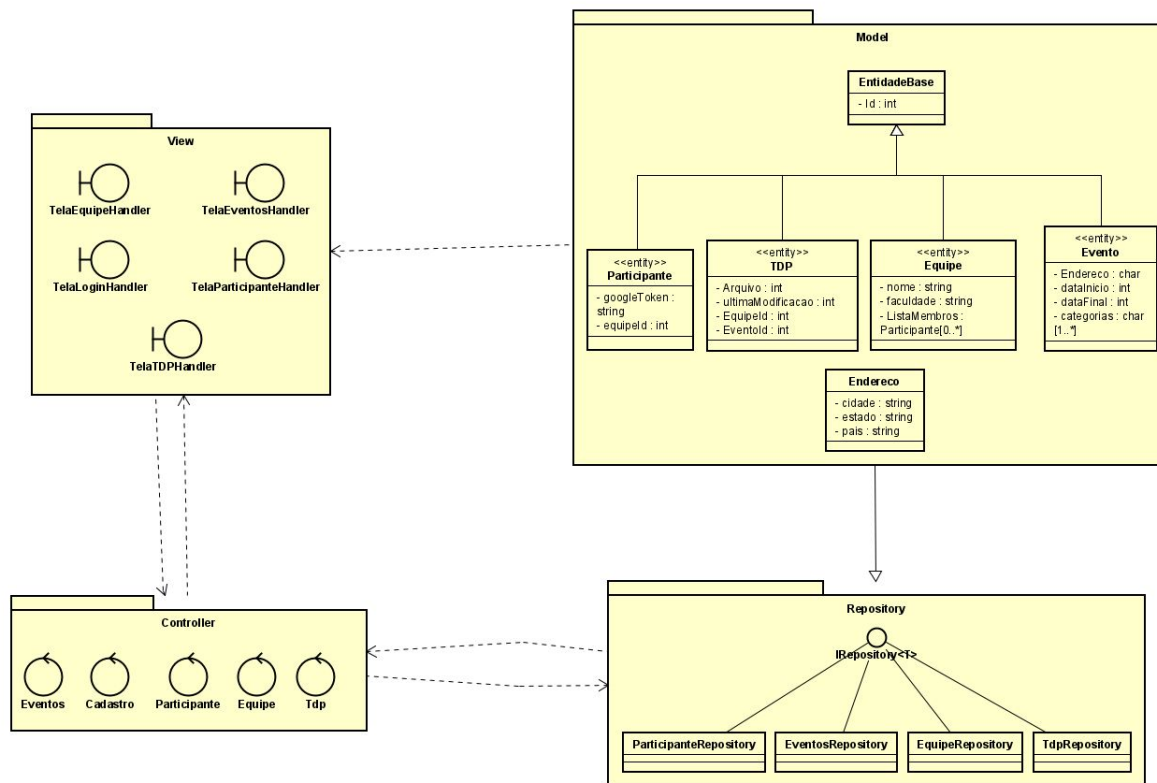 View
TelaEquipeHandler
TelaEventosHandler
TelaLoginHandler
TelaParticipanteHandler
TelaTDPHandler
Model
EntidadeBase
- Id : int
<<entity>>
Participante
- googleToken :
string
- equipeId : int
<<entity>>
TDP
- Arquivo : int
- ultimaModificacao : int
- EquipeId : int
- EventoId : int
<<entity>>
Equipe
- nome : string
- faculdade : string
- ListaMembros :
Participante[0..*]
<<entity>>
Evento
- Endereco : char
- dataInicio : int
- dataFinal : int
- categorias : char
[1..*]
Endereco
- cidade : string
- estado : string
- pais : string
Controller
Eventos
Cadastro
Participante
Equipe
Tdp
Repository
IRepository<T>
ParticipanteRepository
EventosRepository
EquipeRepository
TdpRepository